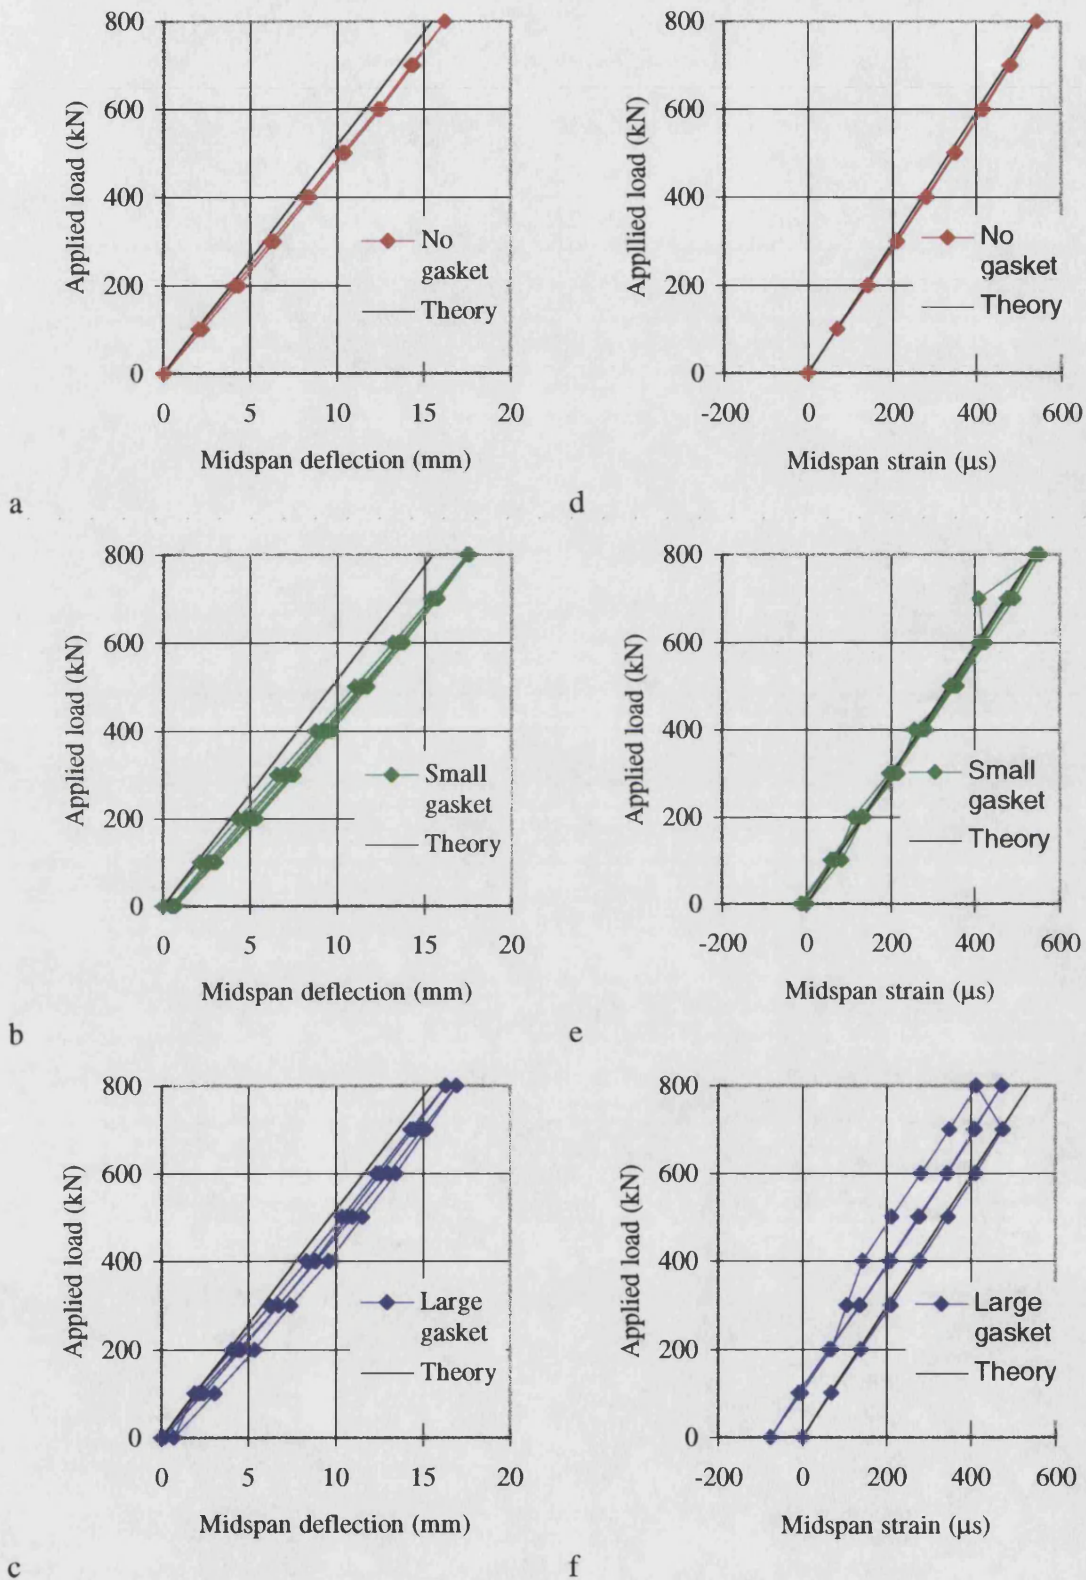 800
600
400
200
0
Applied load (kN)
No
gasket
Theory
0 5 10 15 20
Midspan deflection (mm)
a
800
600
400
200
0
Appllied load (kN)
No
gasket
Theory
-200 0 200 400 600
Midspan strain (μs)
d
800
600
400
200
0
Applied load (kN)
Small
gasket
Theory
0 5 10 15 20
Midspan deflection (mm)
b
800
600
400
200
0
Applied load (kN)
Small
gasket
Theory
-200 0 200 400 600
Midspan strain (μs)
e
800
600
400
200
0
Applied load (kN)
Large
gasket
Theory
0 5 10 15 20
Midspan deflection (mm)
c
800
600
400
200
0
Applied load (kN)
Large
gasket
Theory
-200 0 200 400 600
Midspan strain (μs)
f